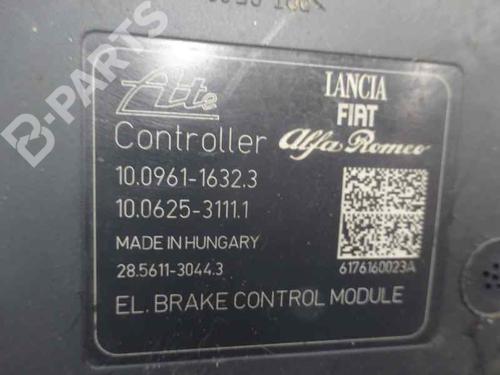 B-PARTS
Ate
LANCIA
FIAT
Alfa Romeo
Controller
10.0961-1632.3
10.0625-3111.1
MADE IN HUNGARY
28.5611-3044.3
6176160023A
EL. BRAKE CONTROL MODULE
B-PARTS